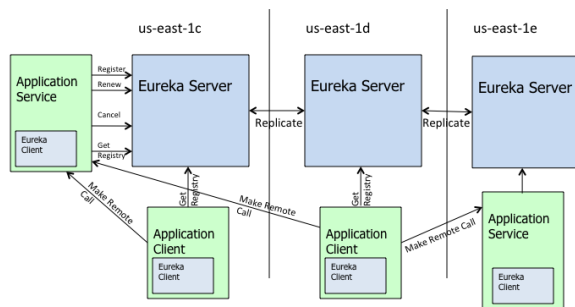 us-east-1c
us-east-1d
us-east-1e
Application
Service
Eureka
Client
Register
Renew
Cancel
Get
Registry
Eureka Server
Replicate
Eureka Server
Replicate
Eureka Server
Make Remote
Call
Get
Registry
Make Remote
Call
Get
Registry
Make Remote Call
Application
Client
Eureka
Client
Application
Client
Eureka
Client
Application
Service
Eureka
Client